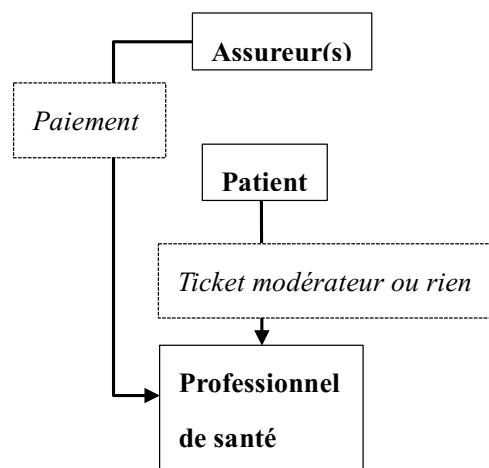 Assureur(s)
Paiement
Patient
Ticket modérateur ou rien
Professionnel
de santé